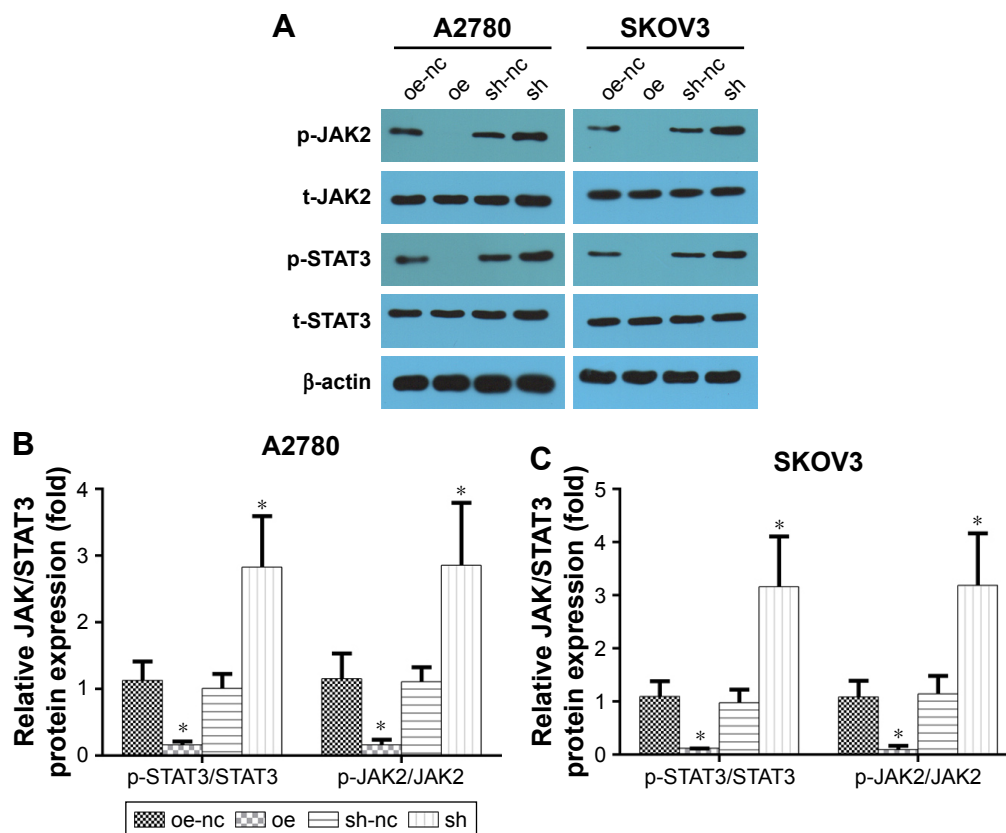 A
A2780
SKOV3
oe-nc oe sh-nc sh
oe-nc oe sh-nc sh
p-JAK2
t-JAK2
p-STAT3
t-STAT3
β-actin
B
A2780
Relative JAK/STAT3
protein expression (fold)
4
3
2
1
0
*
*
*
*
p-STAT3/STAT3
p-JAK2/JAK2
oe-nc oe sh-nc sh
C
SKOV3
Relative JAK/STAT3
protein expression (fold)
5
4
3
2
1
0
*
*
*
*
p-STAT3/STAT3
p-JAK2/JAK2